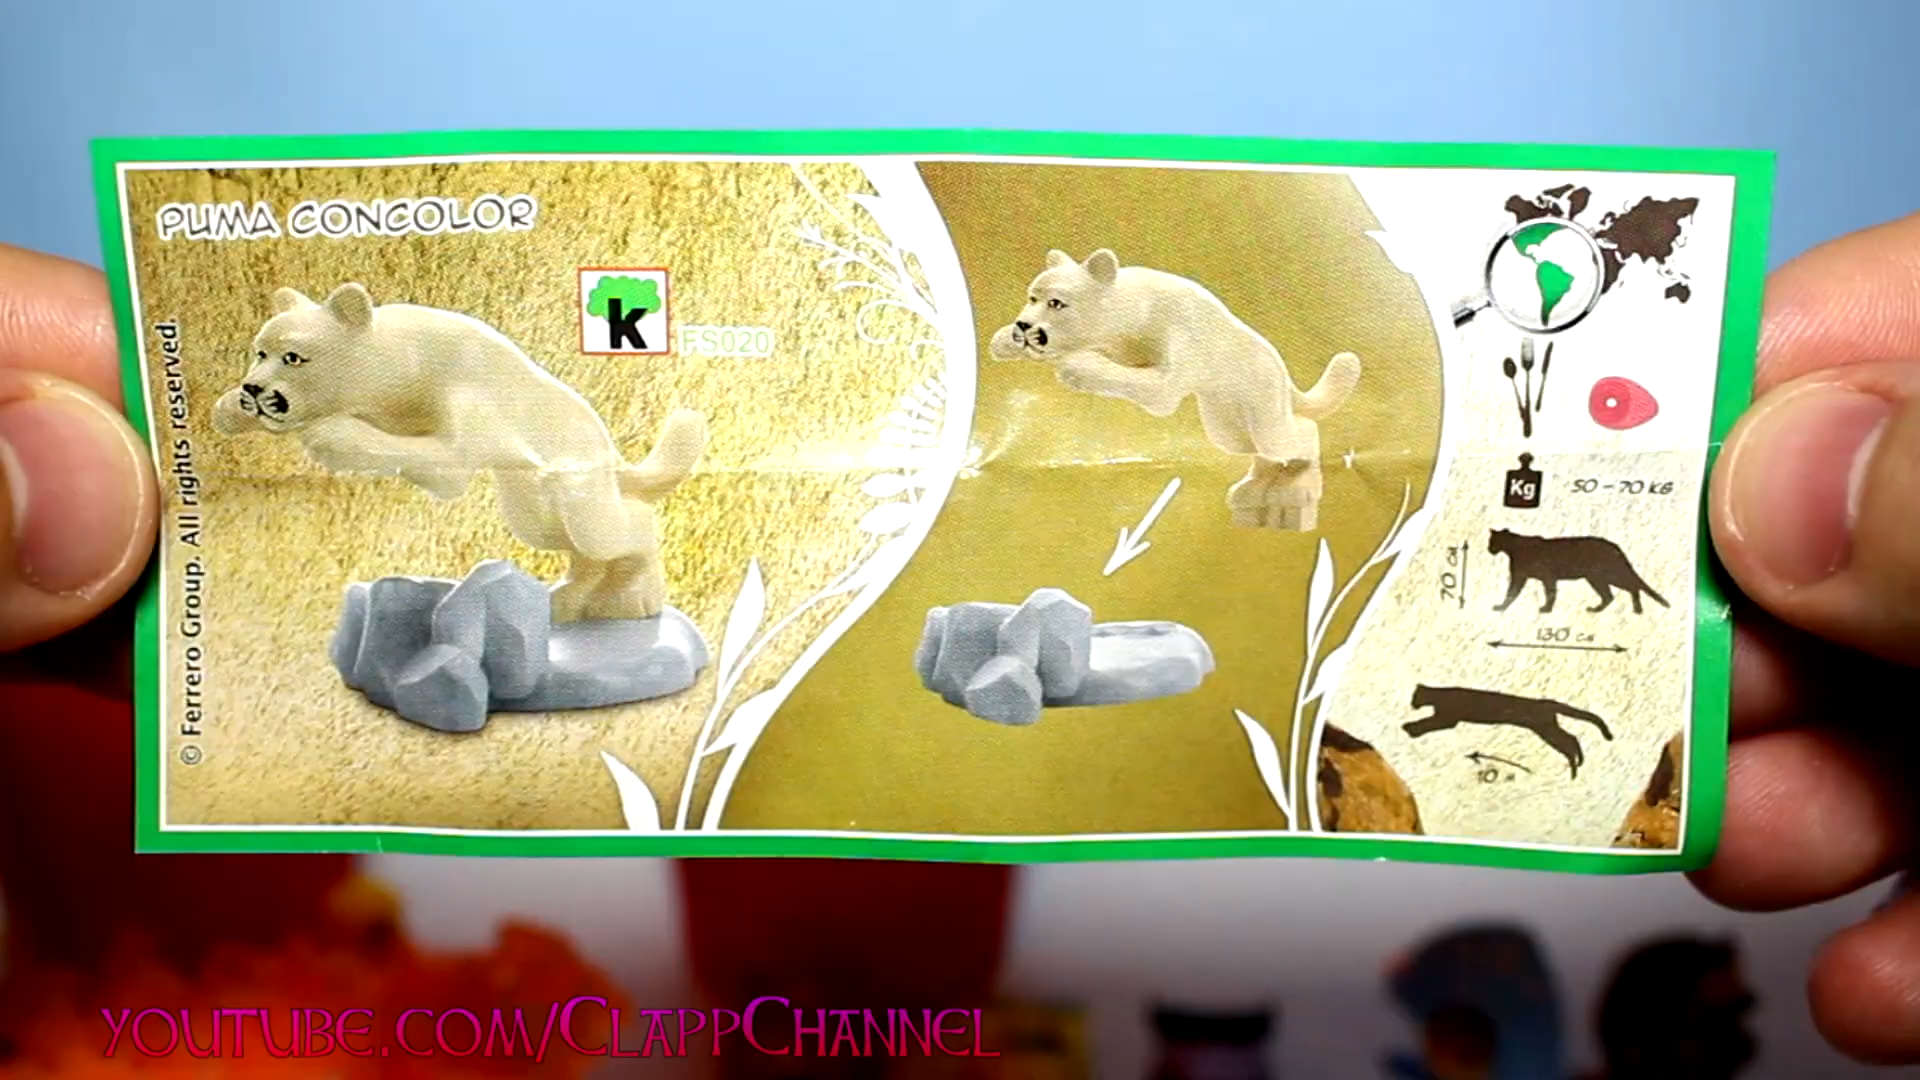 PUMA CONCOLOR
k
FS020
© Ferrero Group. All rights reserved.
Kg
50 - 70 KG
70 CM
130 CM
10 M
YOUTUBE.COM/CLAPPCHANNEL